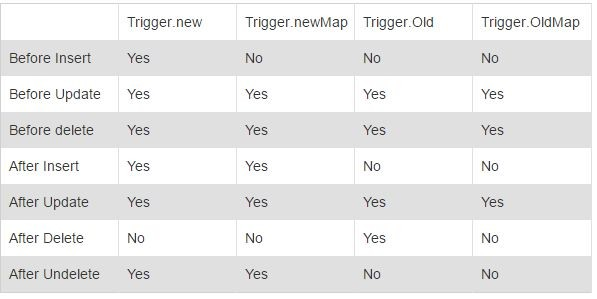 Trigger.new Trigger.newMap Trigger.Old Trigger.OldMap
Before Insert Yes No No No
Before Update Yes Yes Yes Yes
Before delete Yes Yes Yes Yes
After Insert Yes Yes No No
After Update Yes Yes Yes Yes
After Delete No No Yes No
After Undelete Yes Yes No No